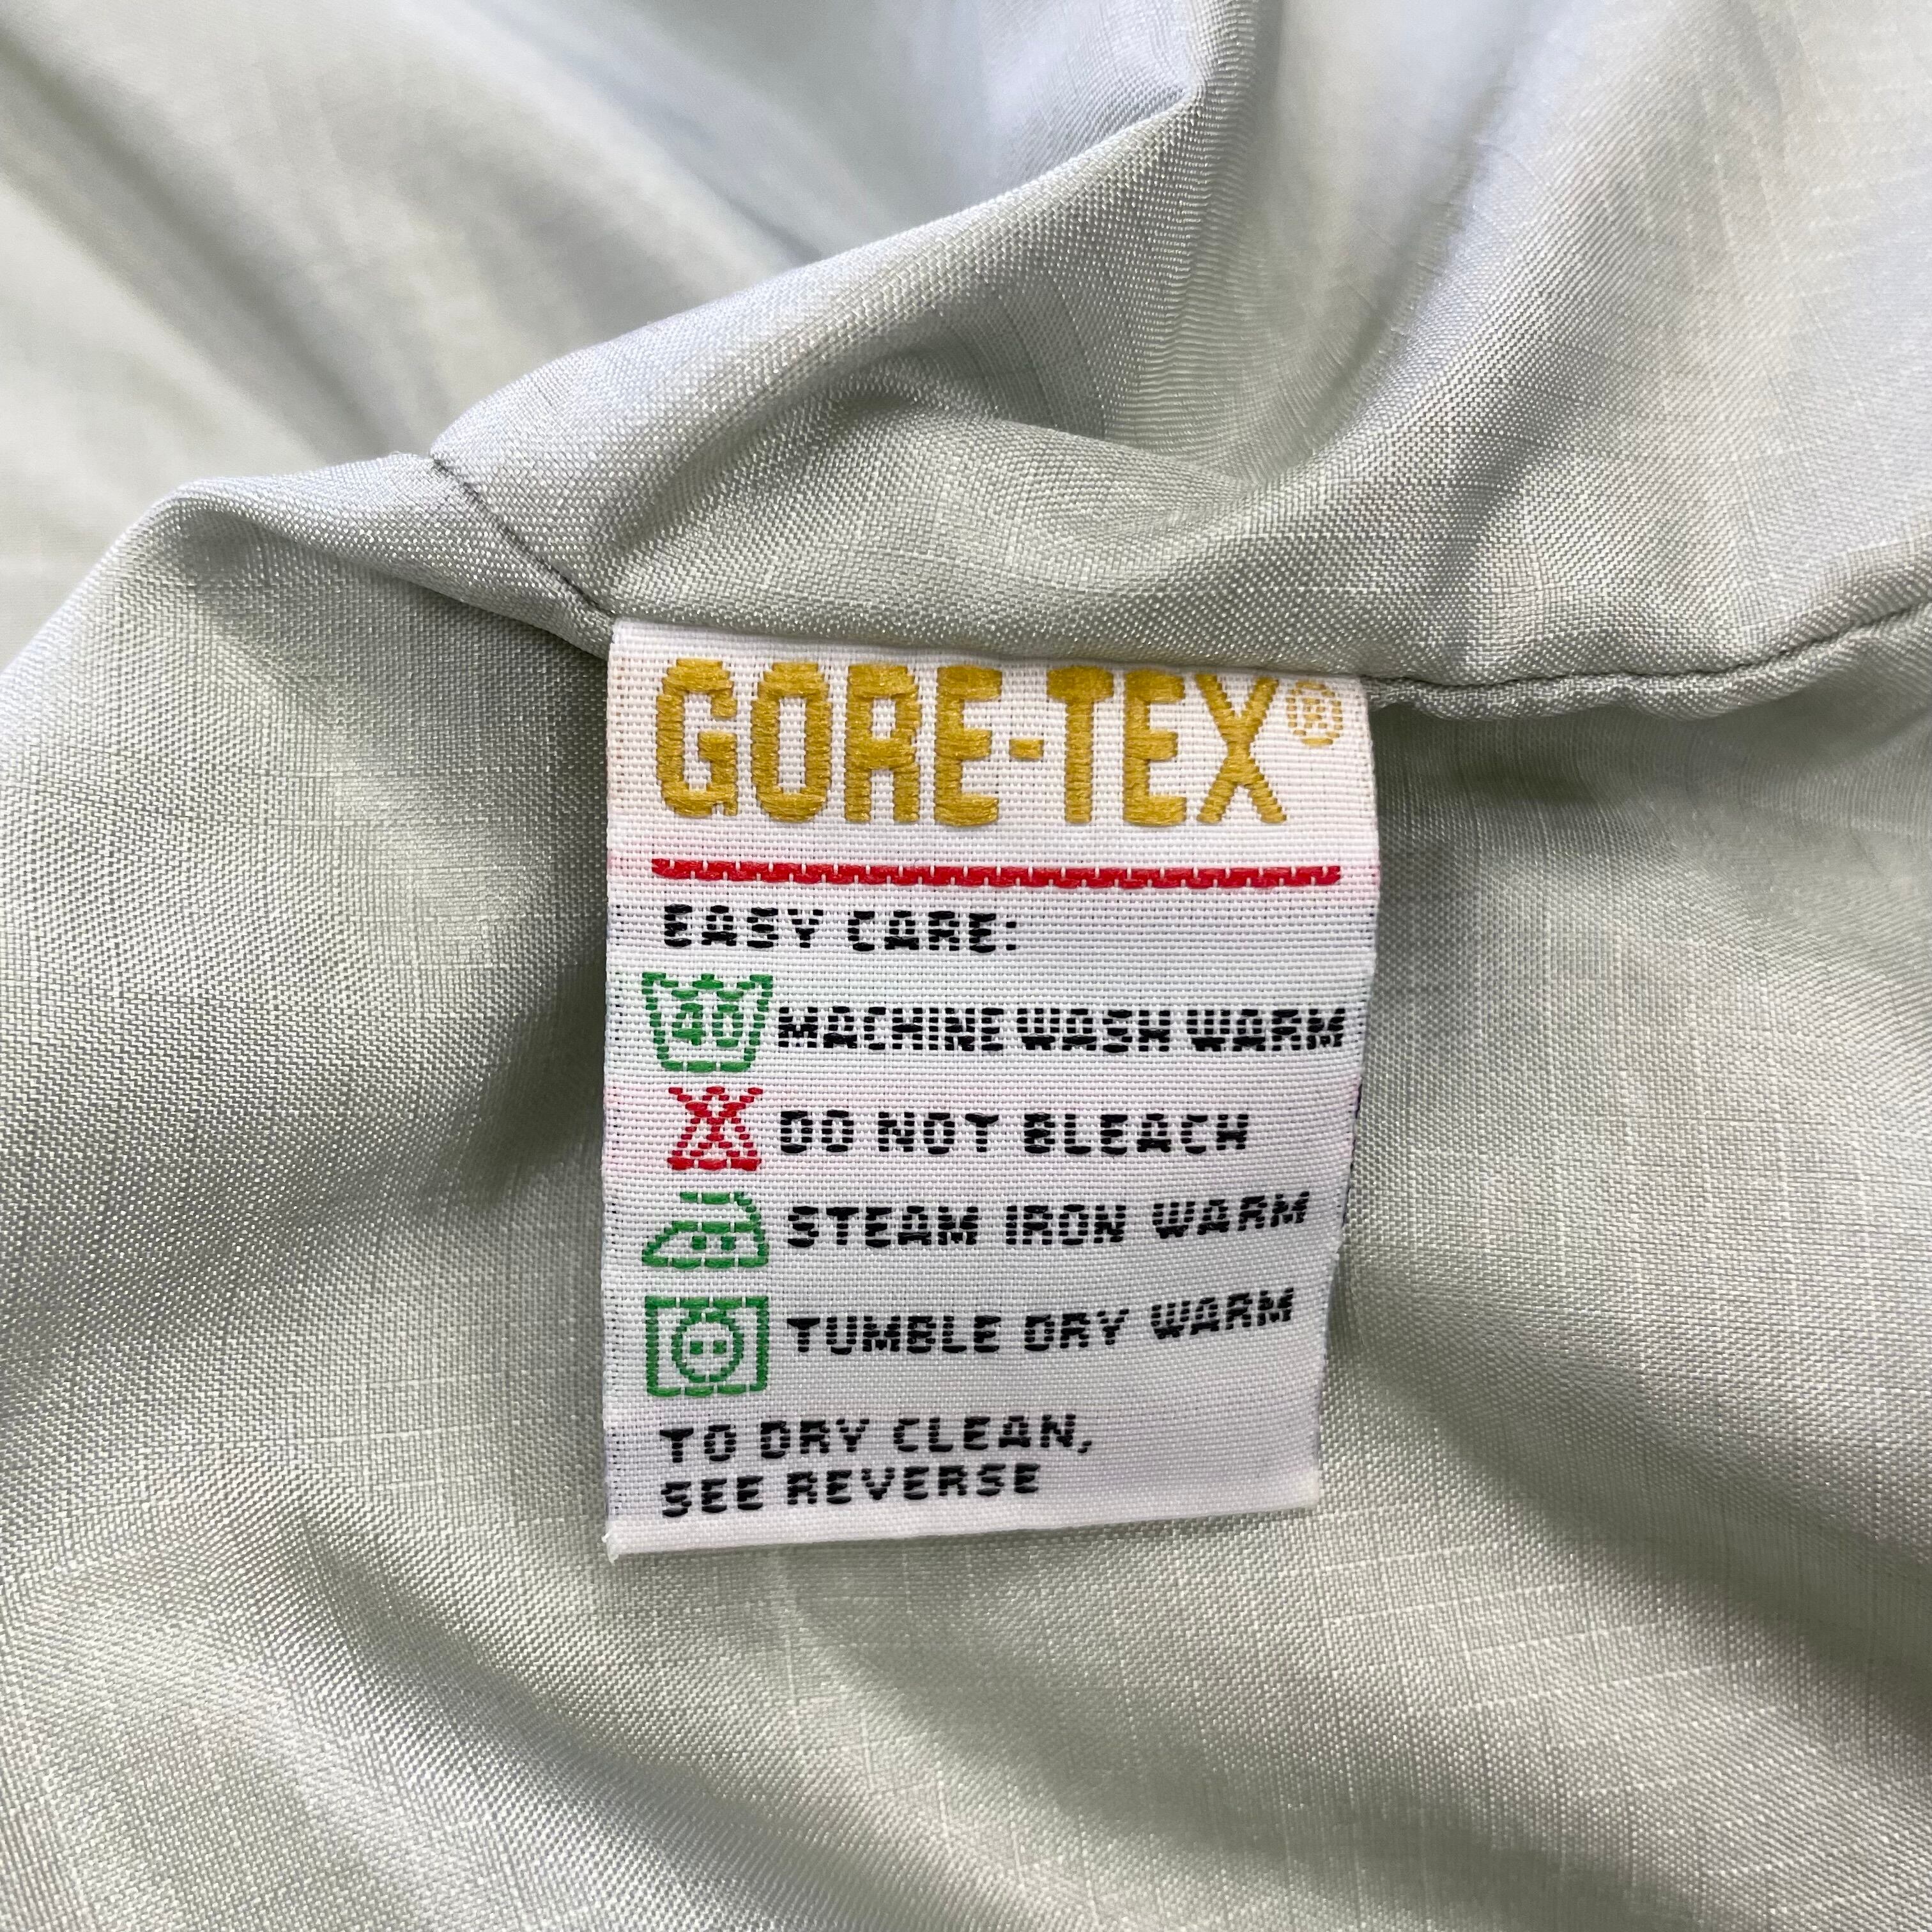 GORE-TEX®
EASY CARE:
40 MACHINE WASH WARM
DO NOT BLEACH
STEAM IRON WARM
TUMBLE DRY WARM
TO DRY CLEAN,
SEE REVERSE